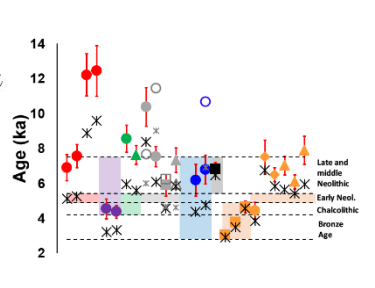 14
12
10
8
6
4
2
Age (ka)
Late and
middle
Neolithic
Early Neol.
Chalcolithic
Bronze
Age